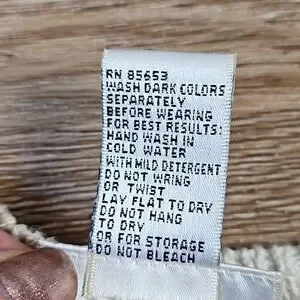 RN 85653
WASH DARK COLORS
SEPARATELY
BEFORE WEARING
FOR BEST RESULTS:
HAND WASH IN
COLD WATER
WITH MILD DETERGENT
DO NOT WRING
OR TWIST
LAY FLAT TO DRY
DO NOT HANG
TO DRY
OR FOR STORAGE
DO NOT BLEACH